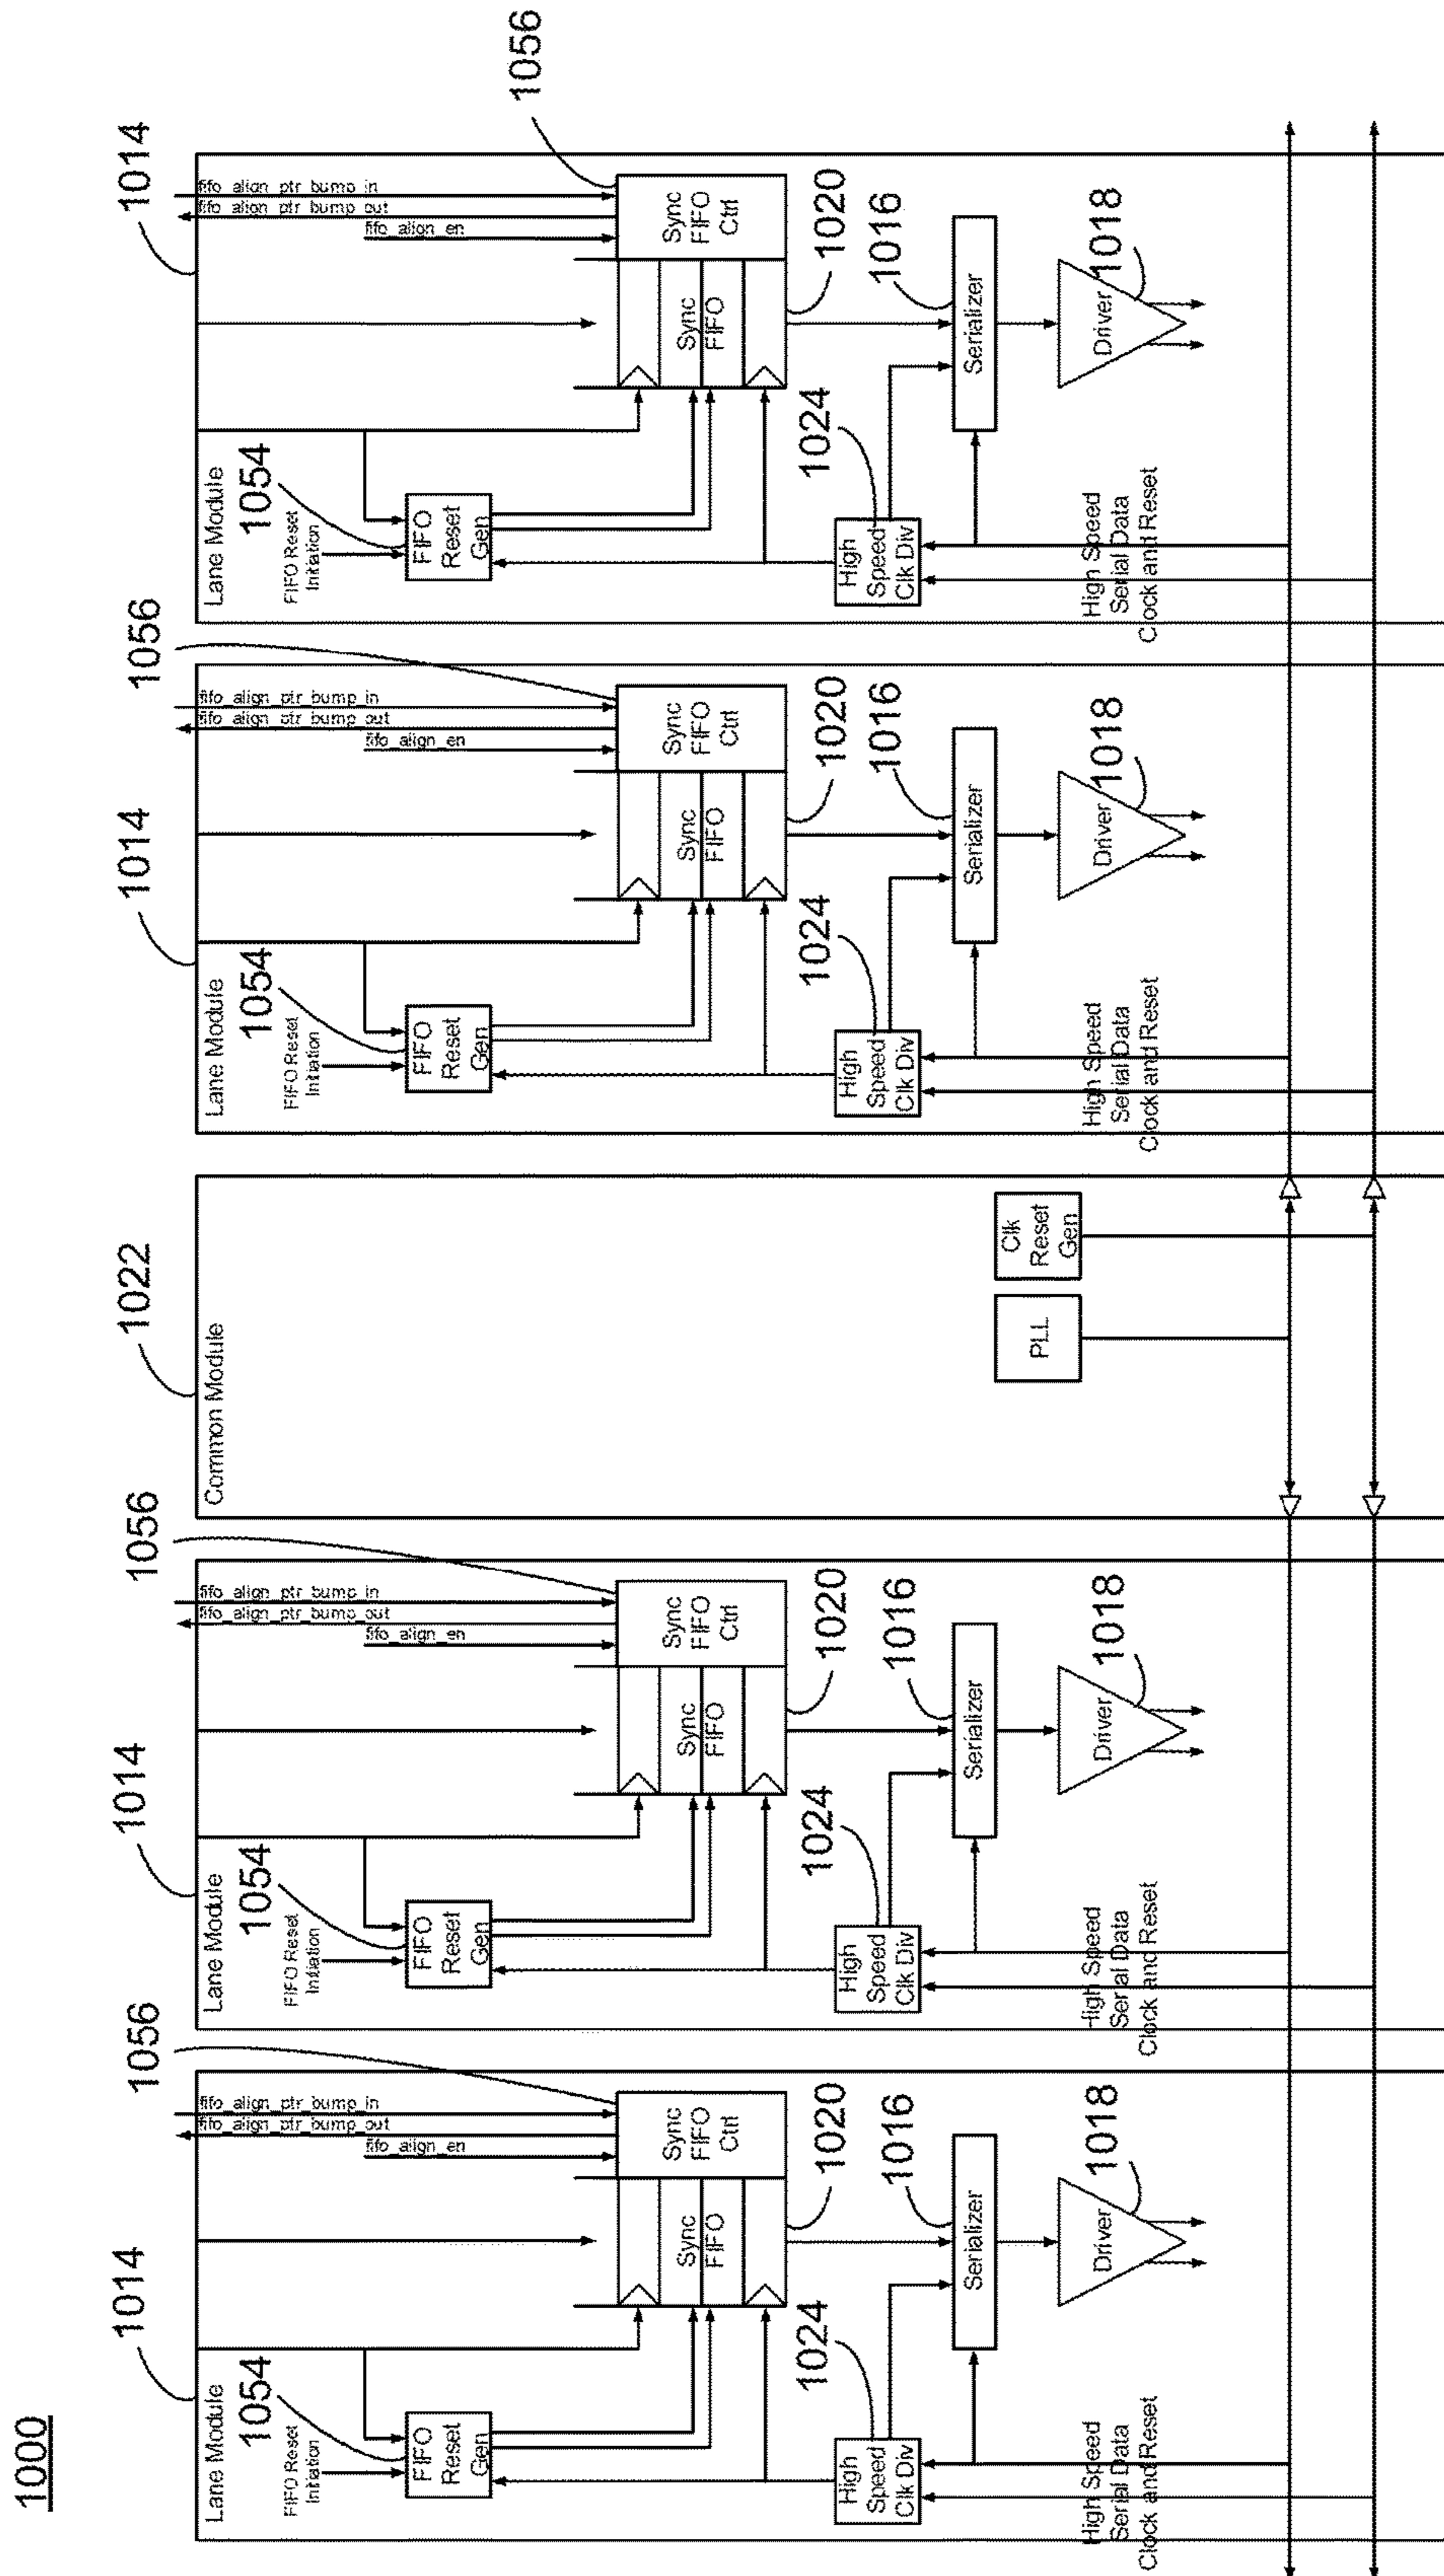 1000
1014
1056
Lane Module
1054
FIFO Reset
Initiation
fifo_align_ptr_bump_in
fifo_align_ptr_bump_out
fifo_align_en
FIFO
Reset
Gen
Sync
FIFO
Sync
FIFO
Ctrl
1020
1024
1016
High
Speed
Clk Div
Serializer
Driver
1018
High Speed
Serial Data
Clock and Reset
1014
1056
Lane Module
1054
FIFO Reset
Initiation
fifo_align_ptr_bump_in
fifo_align_ptr_bump_out
fifo_align_en
FIFO
Reset
Gen
Sync
FIFO
Sync
FIFO
Ctrl
1020
1024
1016
High
Speed
Clk Div
Serializer
Driver
1018
High Speed
Serial Data
Clock and Reset
1022
Common Module
PLL
Clk
Reset
Gen
1014
1056
Lane Module
1054
FIFO Reset
Initiation
fifo_align_ptr_bump_in
fifo_align_ptr_bump_out
fifo_align_en
FIFO
Reset
Gen
Sync
FIFO
Sync
FIFO
Ctrl
1020
1024
1016
High
Speed
Clk Div
Serializer
Driver
1018
High Speed
Serial Data
Clock and Reset
1014
1056
Lane Module
1054
FIFO Reset
Initiation
fifo_align_ptr_bump_in
fifo_align_ptr_bump_out
fifo_align_en
FIFO
Reset
Gen
Sync
FIFO
Sync
FIFO
Ctrl
1020
1024
1016
High
Speed
Clk Div
Serializer
Driver
1018
High Speed
Serial Data
Clock and Reset